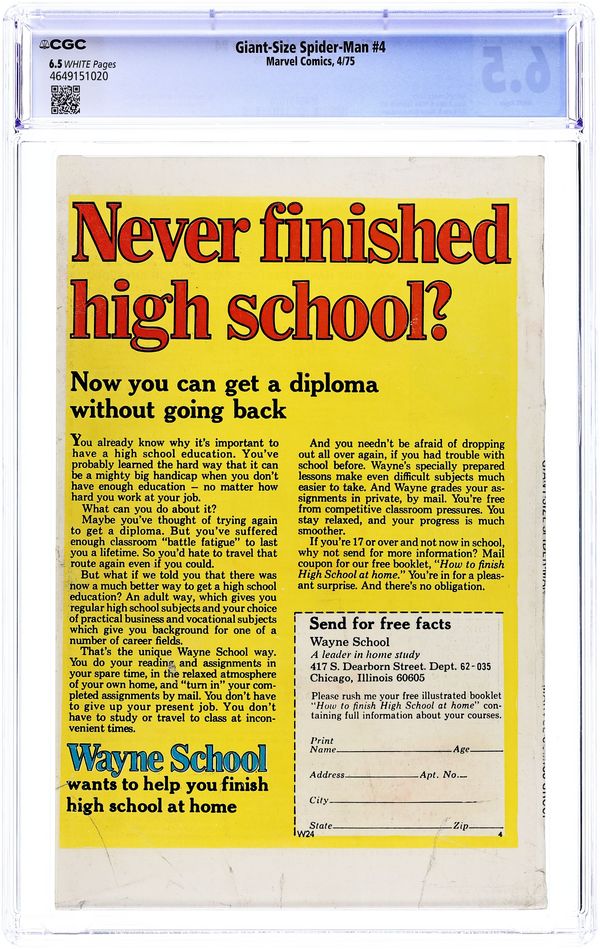 CGC
6.5 WHITE Pages
4649151020
Giant-Size Spider-Man #4
Marvel Comics, 4/75
6.5
Never finished
high school?
Now you can get a diploma
without going back
You already know why it's important to
have a high school education. You've
probably learned the hard way that it can
be a mighty big handicap when you don't
have enough education – no matter how
hard you work at your job.
What can you do about it?
Maybe you've thought of trying again
to get a diploma. But you've suffered
enough classroom "battle fatigue" to last
you a lifetime. So you'd hate to travel that
route again even if you could.
But what if we told you that there was
now a much better way to get a high school
education? An adult way, which gives you
regular high school subjects and your choice
of practical business and vocational subjects
which give you background for one of a
number of career fields.
That's the unique Wayne School way.
You do your reading and assignments in
your spare time, in the relaxed atmosphere
of your own home, and "turn in" your com-
pleted assignments by mail. You don't have
to give up your present job. You don't
have to study or travel to class at incon-
venient times.
Wayne School
wants to help you finish
high school at home
And you needn't be afraid of dropping
out all over again, if you had trouble with
school before. Wayne's specially prepared
lessons make even difficult subjects much
easier to take. And Wayne grades your as-
signments in private, by mail. You're free
from competitive classroom pressures. You
stay relaxed, and your progress is much
smoother.
If you're 17 or over and not now in school,
why not send for more information? Mail
coupon for our free booklet, "How to finish
High School at home." You're in for a pleas-
ant surprise. And there's no obligation.
Send for free facts
Wayne School
A leader in home study
417 S. Dearborn Street. Dept. 62-035
Chicago, Illinois 60605
Please rush me your free illustrated booklet
"How to finish High School at home" con-
taining full information about your courses.
Print
Name Age
Address Apt. No.
City
State Zip
W24 4